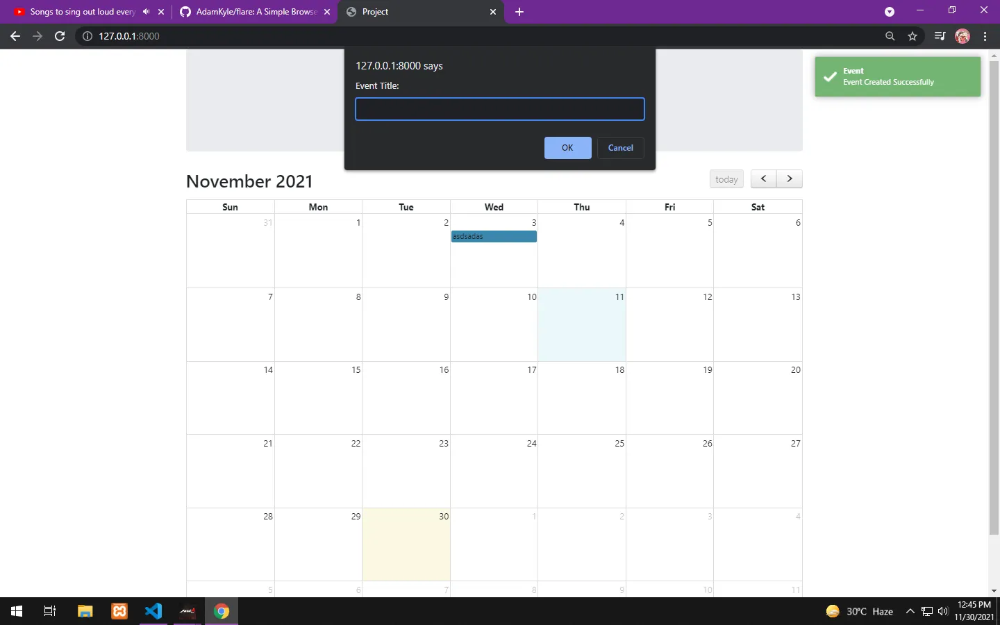 Songs to sing out loud every
AdamKyle/flare: A Simple Browse
Project
127.0.0.1:8000
127.0.0.1:8000 says
Event Title:
OK
Cancel
Event
Event Created Successfully
November 2021
today
Sun Mon Tue Wed Thu Fri Sat
31 1 2 3 4 5 6
asdsadas
7 8 9 10 11 12 13
14 15 16 17 18 19 20
21 22 23 24 25 26 27
28 29 30 1 2 3 4
5 6 7 8 9 10 11
30°C Haze
12:45 PM
11/30/2021